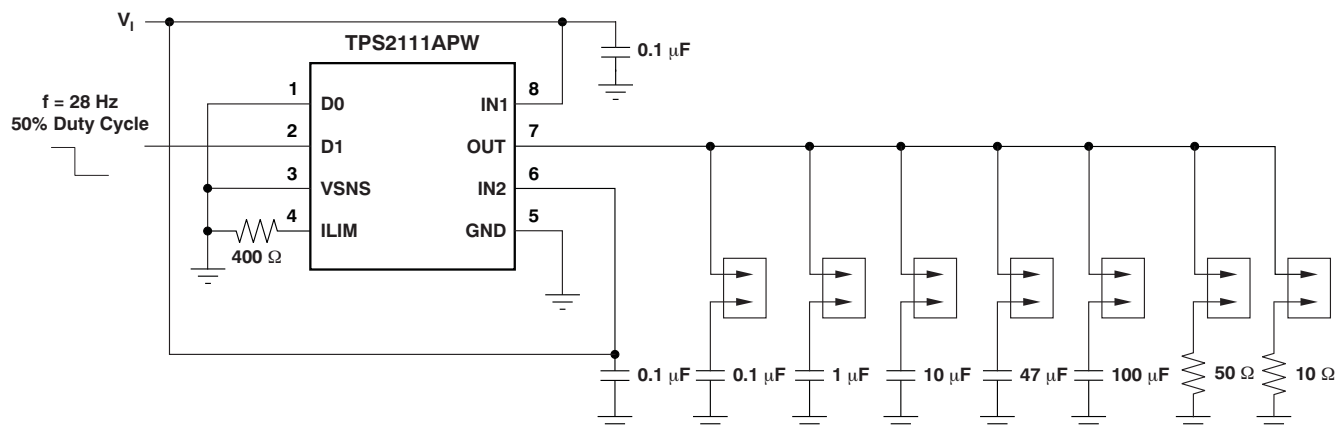 V_I
TPS2111APW
0.1 μF
f = 28 Hz
50% Duty Cycle
1
D0
IN1
8
2
D1
OUT
7
3
VSNS
IN2
6
4
ILIM
GND
5
400 Ω
0.1 μF
0.1 μF
1 μF
10 μF
47 μF
100 μF
50 Ω
10 Ω